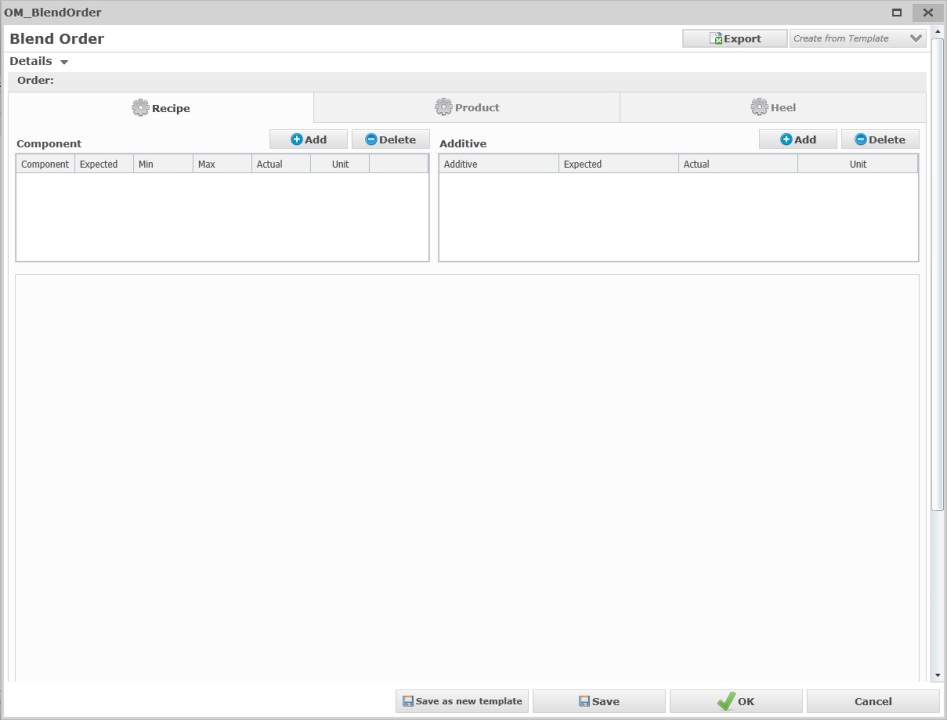 OM_BlendOrder
Blend Order
Export
Create from Template
Details
Order:
Recipe
Product
Heel
Component
Add
Delete
Additive
Add
Delete
Component Expected Min Max Actual Unit
Additive Expected Actual Unit
Save as new template
Save
OK
Cancel